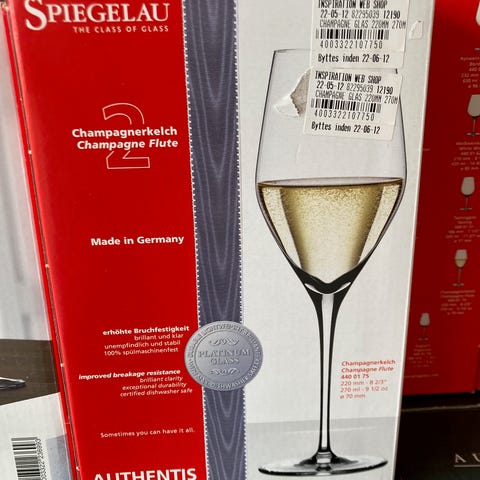 SPIEGELAU
THE CLASS OF GLASS
2
Champagnerkelch
Champagne Flute
Made in Germany
erhöhte Bruchfestigkeit
brillant und klar
unempfindlich und stabil
100% spülmaschinenfest
improved breakage resistance
brilliant clarity
exceptional durability
certified dishwasher safe
Sometimes you can have it all.
AUTHENTIS
PLATINUM
GLASS
INSPIRATION WEB SHOP
22-05-12 82295039 12190
CHAMPAGNE GLAS 220MM 270M
4003322107750
Byttes inden 22-06-12
INSPIRATION WEB SHOP
22-05-12 82295039 12190
CHAMPAGNE GLAS 220MM 270M
4003322107750
Byttes inden 22-06-12
Champagnerkelch
Champagne Flute
440 01 75
220 mm - 8 2/3"
270 ml - 9 1/2 oz
ø 70 mm